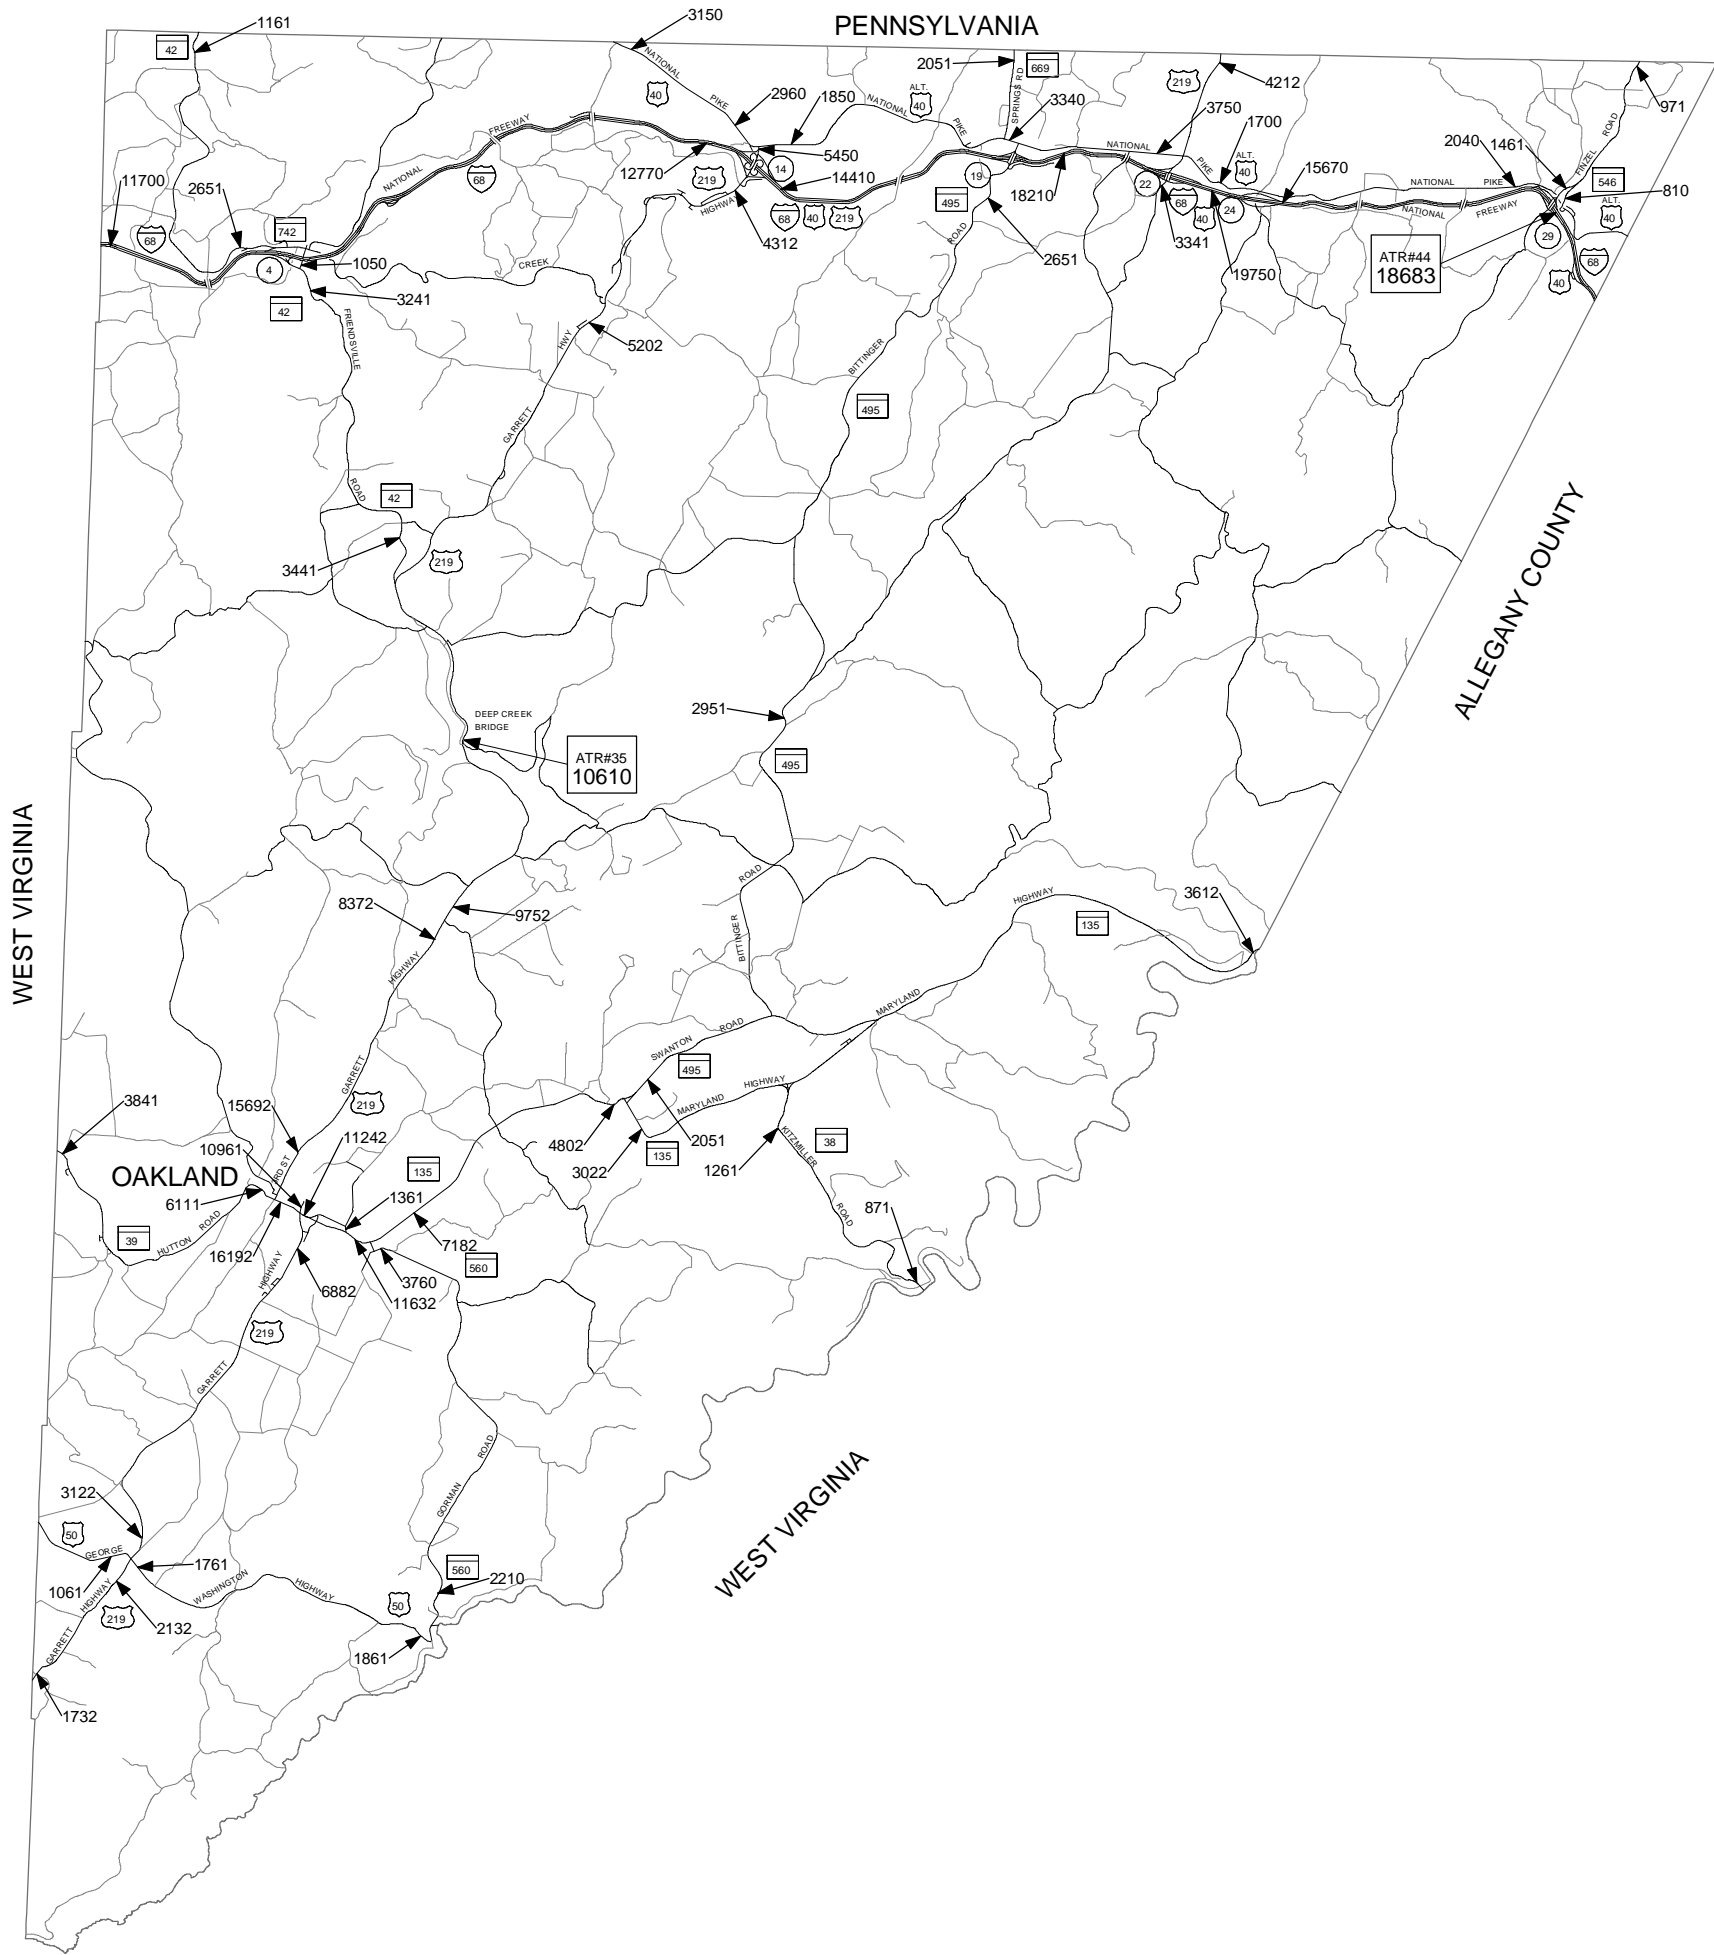 PENNSYLVANIA
1161
3150
42
NATIONAL
PIKE
40
2960
1850
NATIONAL
ALT.
40
PIKE
2051
SPRINGS RD
669
3340
219
4212
3750
1700
971
NATIONAL
PIKE
ALT.
40
15670
2040
1461
FINZEL
ROAD
546
810
ALT.
40
FREEWAY
NATIONAL
68
12770
5450
14
14410
219
HIGHWAY
4312
68
40
219
19
495
18210
22
68
40
24
3341
19750
NATIONAL
PIKE
NATIONAL
FREEWAY
ATR#44
18683
29
68
40
11700
68
2651
742
4
1050
CREEK
3241
42
FRIENDSVILLE
ROAD
2651
HWY
5202
GARRETT
ROAD
BITTINGER
495
42
3441
219
ALLEGANY COUNTY
DEEP CREEK
BRIDGE
ATR#35
10610
2951
495
WEST VIRGINIA
8372
9752
HIGHWAY
ROAD
BITTINGER
HIGHWAY
135
3612
MARYLAND
ROAD
SWANTON
495
GARRETT
219
HIGHWAY
MARYLAND
2051
4802
3022
135
1261
KITZMILLER
ROAD
38
871
3841
15692
11242
10961
RD ST
OAKLAND
6111
135
1361
39
HUTTON
ROAD
16192
7182
3760
560
HIGHWAY
6882
11632
219
GARRETT
ROAD
GORMAN
WEST VIRGINIA
3122
50
GEORGE
1761
1061
WASHINGTON
HIGHWAY
HIGHWAY
2132
219
GARRETT
1732
560
2210
50
1861